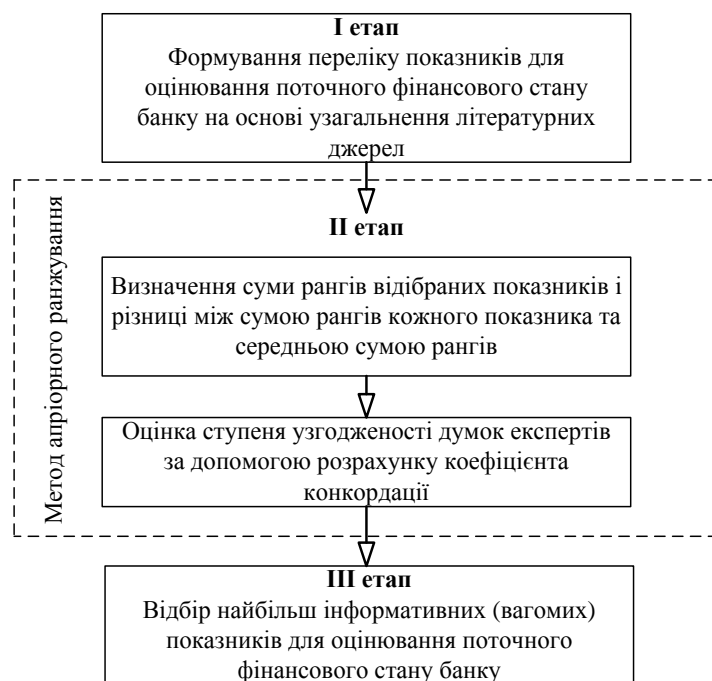 І етап
Формування переліку показників для
оцінювання поточного фінансового стану
банку на основі узагальнення літературних
джерел
Метод апріорного ранжування
ІІ етап
Визначення суми рангів відібраних показників і
різниці між сумою рангів кожного показника та
середньою сумою рангів
Оцінка ступеня узгодженості думок експертів
за допомогою розрахунку коефіцієнта
конкордації
ІІІ етап
Відбір найбільш інформативних (вагомих)
показників для оцінювання поточного
фінансового стану банку